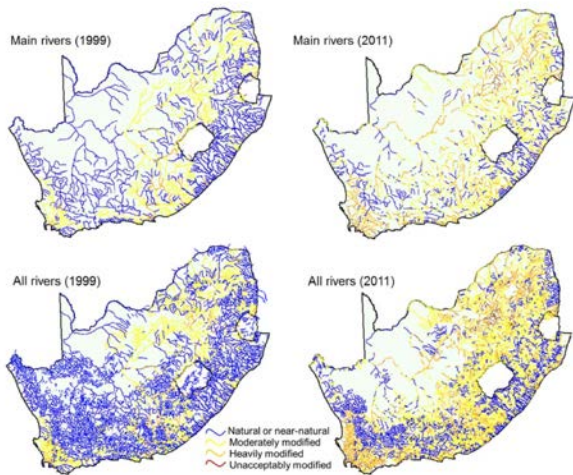 Main rivers (1999)
Main rivers (2011)
All rivers (1999)
All rivers (2011)
Natural or near-natural
Moderately modified
Heavily modified
Unacceptably modified